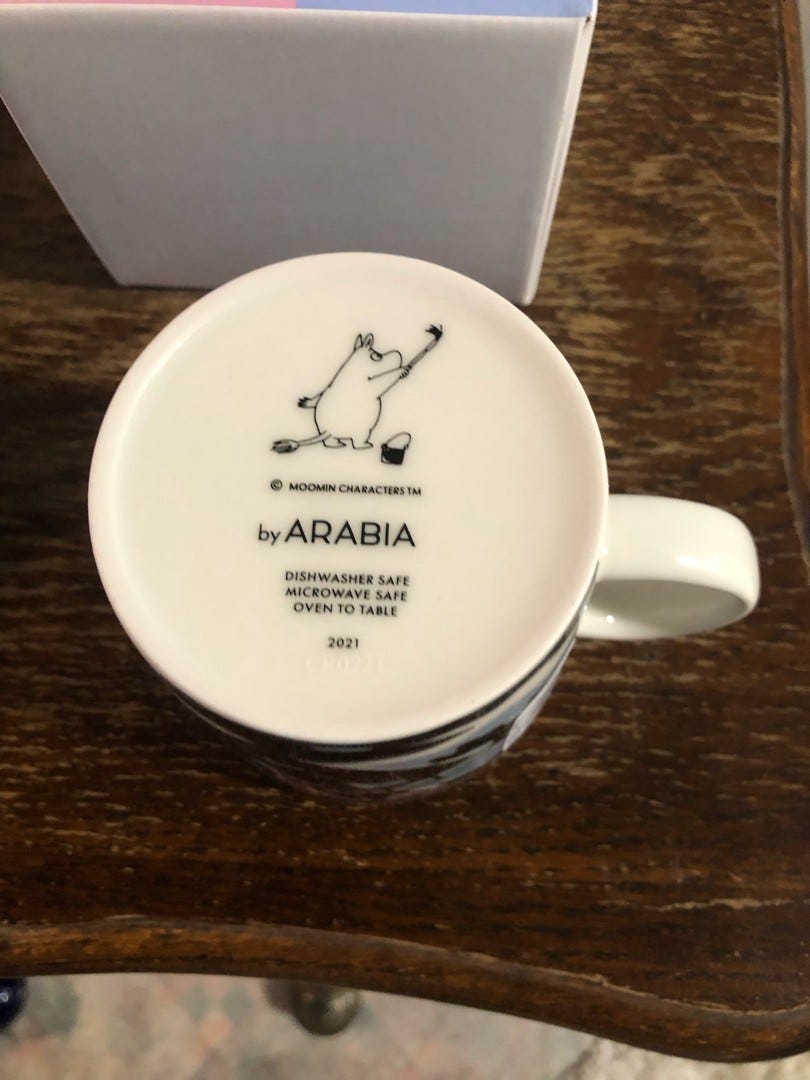 © MOOMIN CHARACTERS TM
by ARABIA
DISHWASHER SAFE
MICROWAVE SAFE
OVEN TO TABLE
2021